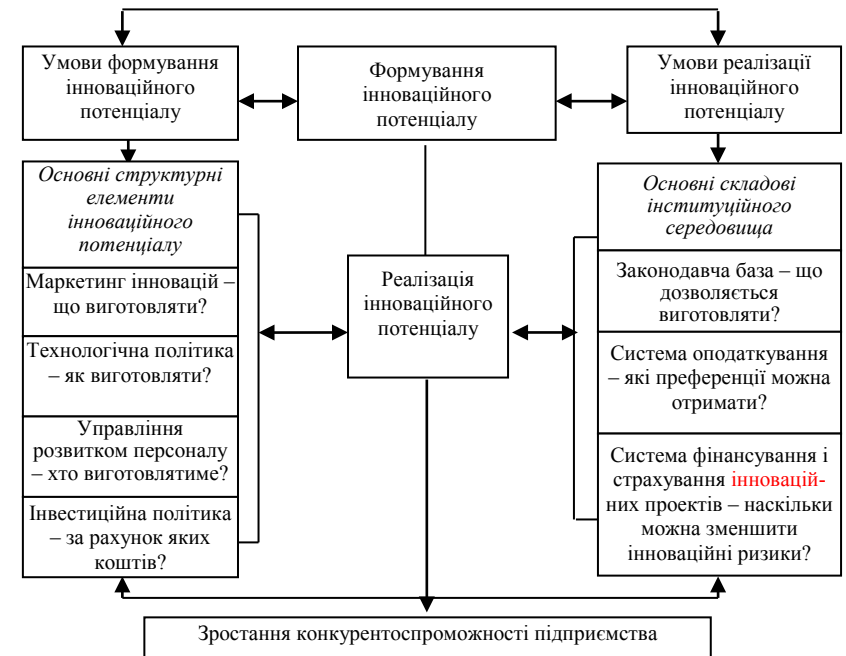 Умови формування
інноваційного
потенціалу
Формування
інноваційного
потенціалу
Умови реалізації
інноваційного
потенціалу
Основні структурні
елементи
інноваційного
потенціалу
Маркетинг інновацій –
що виготовляти?
Технологічна політика
– як виготовляти?
Управління
розвитком персоналу
– хто виготовлятиме?
Інвестиційна політика
– за рахунок яких
коштів?
Реалізація
інноваційного
потенціалу
Основні складові
інституційного
середовища
Законодавча база – що
дозволяється
виготовляти?
Система оподаткування
– які преференції можна
отримати?
Система фінансування і
страхування інновацій-
них проектів – наскільки
можна зменшити
інноваційні ризики?
Зростання конкурентоспроможності підприємства